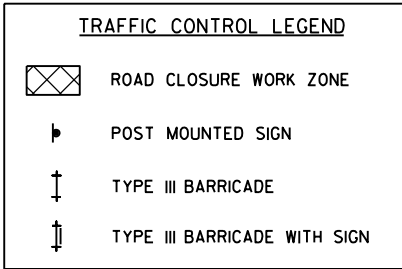 TRAFFIC CONTROL LEGEND
ROAD CLOSURE WORK ZONE
POST MOUNTED SIGN
TYPE III BARRICADE
TYPE III BARRICADE WITH SIGN